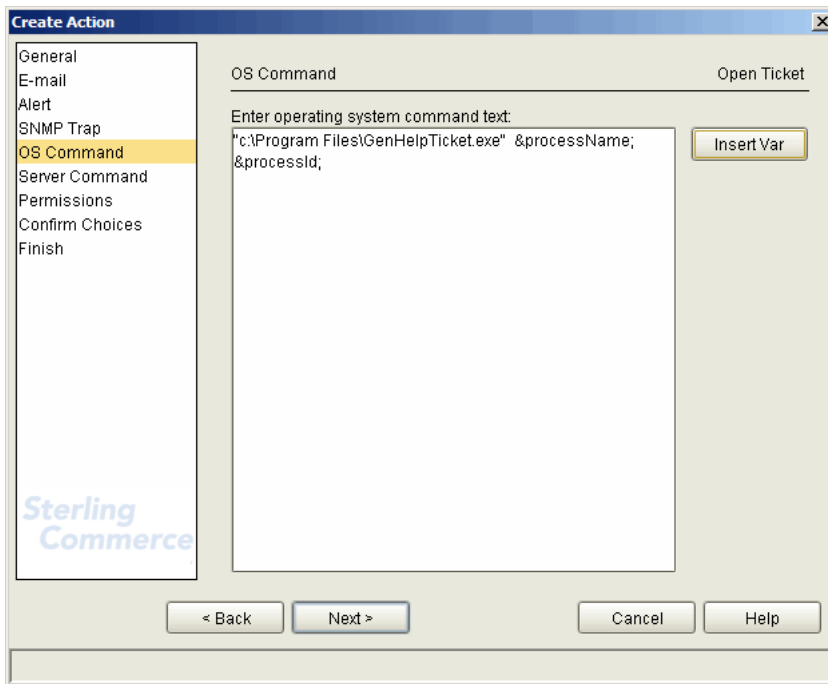 Create Action
General
E-mail
Alert
SNMP Trap
OS Command
Server Command
Permissions
Confirm Choices
Finish
Sterling
Commerce
OS Command
Open Ticket
Enter operating system command text:
"c:\Program Files\GenHelpTicket.exe" &processName;
&processId;
Insert Var
< Back
Next >
Cancel
Help